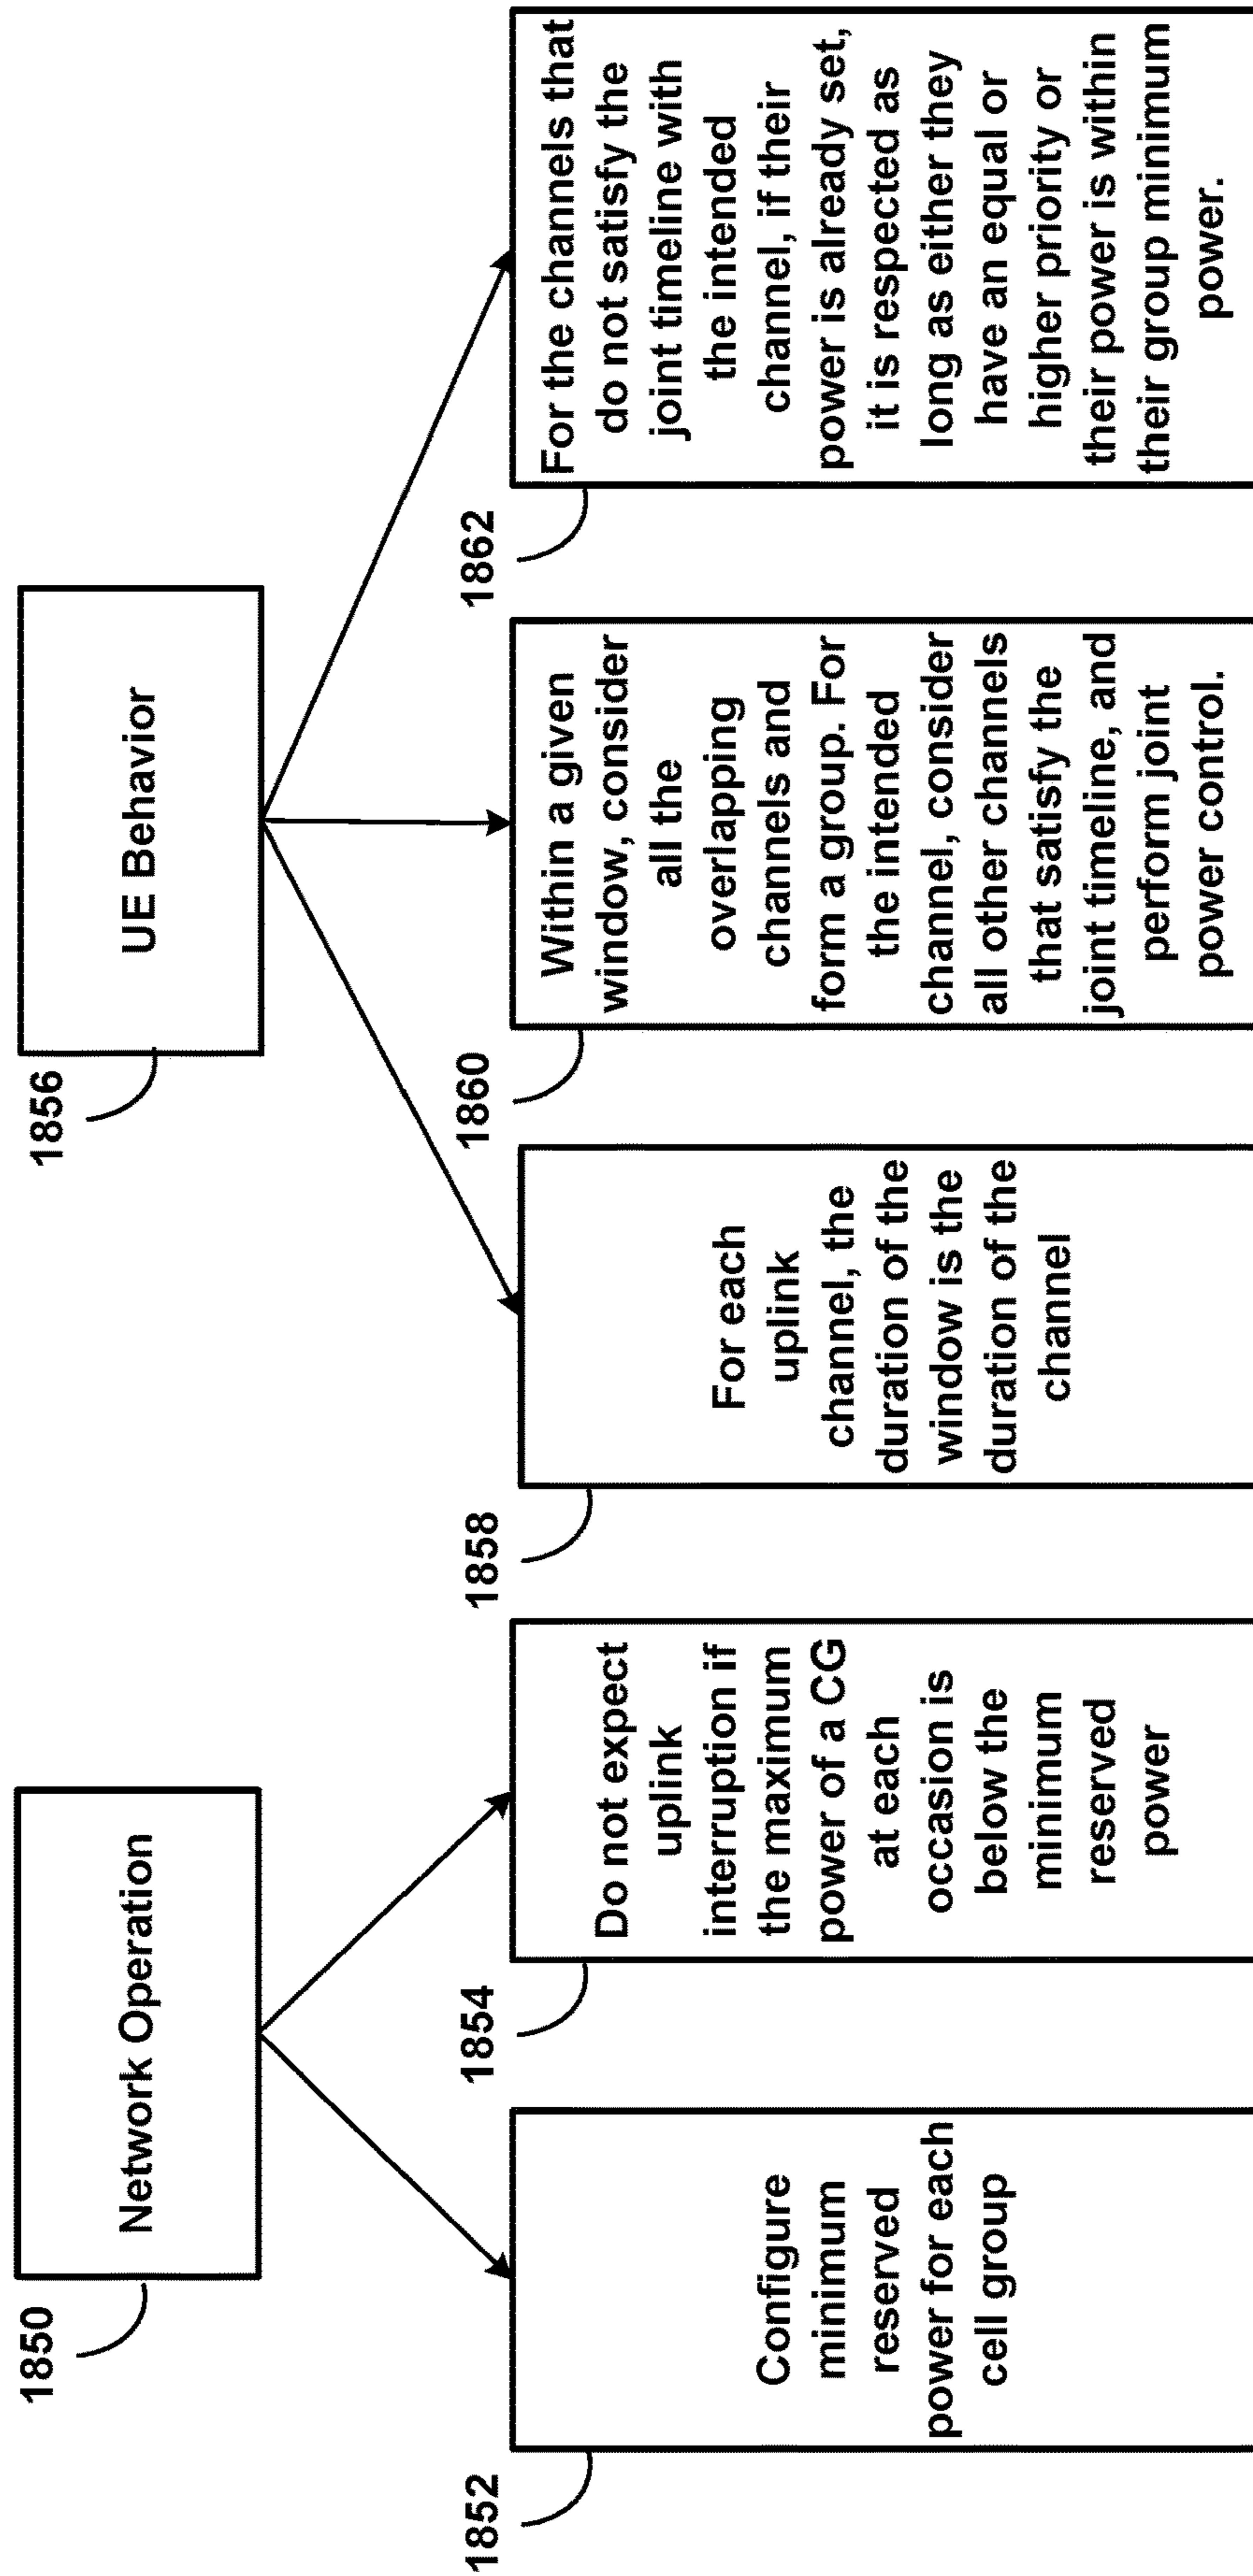 1850
Network Operation
1852
Configure
minimum
reserved
power for each
cell group
1854
Do not expect
uplink
interruption if
the maximum
power of a CG
at each
occasion is
below the
minimum
reserved
power
1856
UE Behavior
1858
For each
uplink
channel, the
duration of the
window is the
duration of the
channel
1860
Within a given
window, consider
all the
overlapping
channels and
form a group. For
the intended
channel, consider
all other channels
that satisfy the
joint timeline, and
perform joint
power control.
1862
For the channels that
do not satisfy the
joint timeline with
the intended
channel, if their
power is already set,
it is respected as
long as either they
have an equal or
higher priority or
their power is within
their group minimum
power.